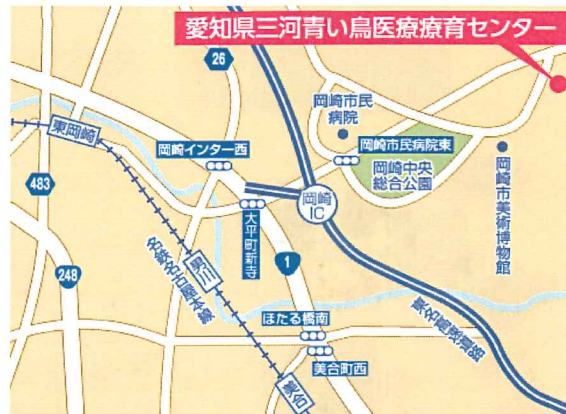 愛知県三河青い鳥医療療育センター
26
岡崎市民
病院
東岡崎
岡崎インター西
岡崎市民病院東
岡崎中央
総合公園
岡崎市美術博物館
483
岡崎
IC
大平町新寺
1
248
名鉄名古屋本線
男川
東名高速道路
ほたる橋南
美合町西
美合